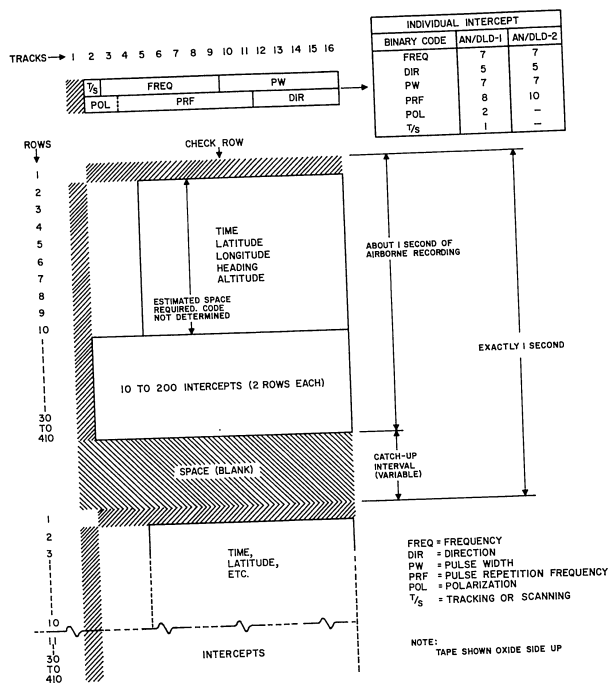 INDIVIDUAL INTERCEPT
BINARY CODE AN/DLD-1 AN/DLD-2
FREQ 7 7
DIR 5 5
PW 7 7
PRF 8 10
POL 2 –
T/S 1 –
TRACKS 1 2 3 4 5 6 7 8 9 10 11 12 13 14 15 16
T/S FREQ PW
POL PRF DIR
ROWS
CHECK ROW
1
2
3
4
5
6
7
8
9
10
30
TO
410
TIME
LATITUDE
LONGITUDE
HEADING
ALTITUDE
ESTIMATED SPACE
REQUIRED. CODE
NOT DETERMINED
10 TO 200 INTERCEPTS (2 ROWS EACH)
ABOUT 1 SECOND OF
AIRBORNE RECORDING
EXACTLY 1 SECOND
SPACE (BLANK)
CATCH-UP
INTERVAL
(VARIABLE)
1
2
3
10
11
30
TO
410
TIME,
LATITUDE,
ETC.
INTERCEPTS
FREQ = FREQUENCY
DIR = DIRECTION
PW = PULSE WIDTH
PRF = PULSE REPETITION FREQUENCY
POL = POLARIZATION
T/S = TRACKING OR SCANNING
NOTE:
TAPE SHOWN OXIDE SIDE UP